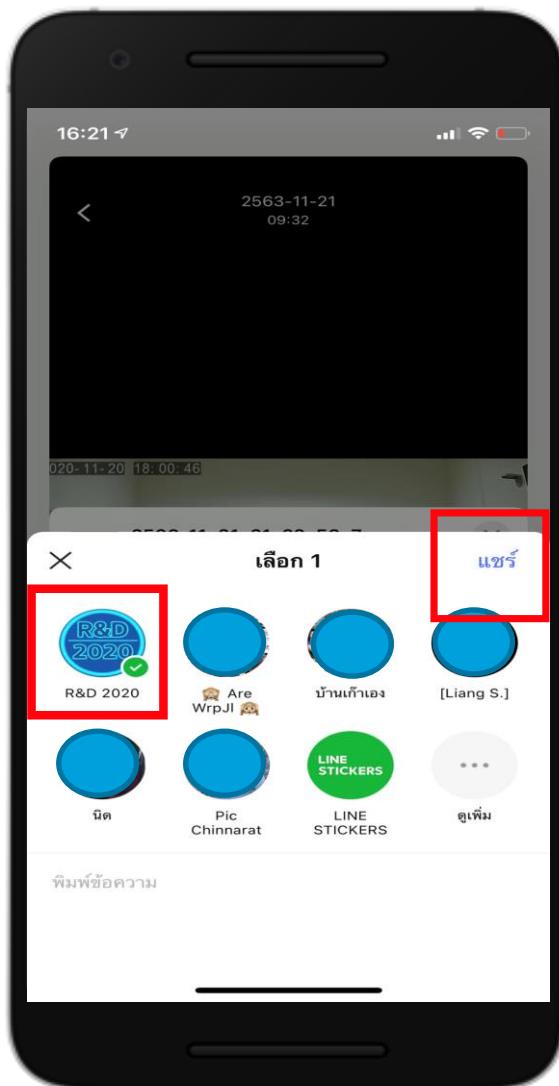 16:21
2563-11-21
09:32
020-11-20 18:00:46
เลือก 1
แชร์
R&D
2020
R&D 2020
🙈 Are
WrpJl 🙉
บ้านเก๊าเอง
[Liang S.]
LINE
STICKERS
นิด
Pic
Chinnarat
LINE
STICKERS
ดูเพิ่ม
พิมพ์ข้อความ